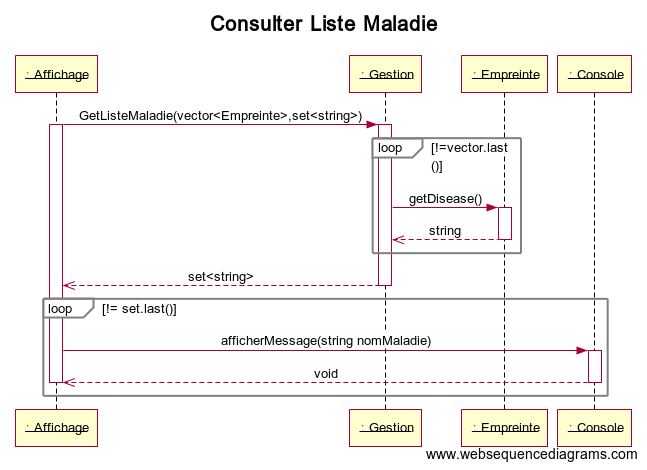 Consulter Liste Maladie
: Affichage
: Gestion
: Empreinte
: Console
GetListeMaladie(vector<Empreinte>,set<string>)
loop
[!=vector.last
()]
getDisease()
string
set<string>
loop
[!= set.last()]
afficherMessage(string nomMaladie)
void
: Affichage
: Gestion
: Empreinte
: Console
www.websequencediagrams.com